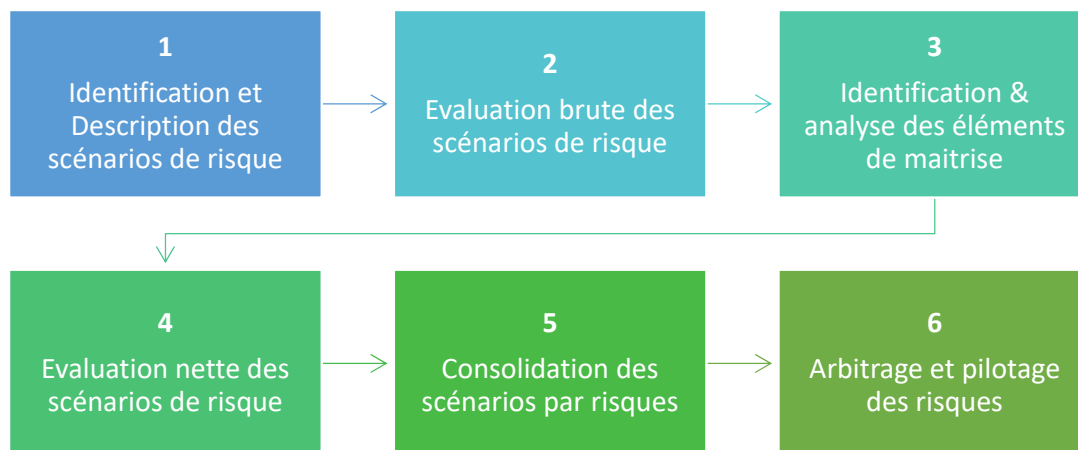 1
Identification et
Description des
scénarios de risque
2
Evaluation brute des
scénarios de risque
3
Identification &
analyse des éléments
de maitrise
4
Evaluation nette des
scénarios de risque
5
Consolidation des
scénarios par risques
6
Arbitrage et pilotage
des risques